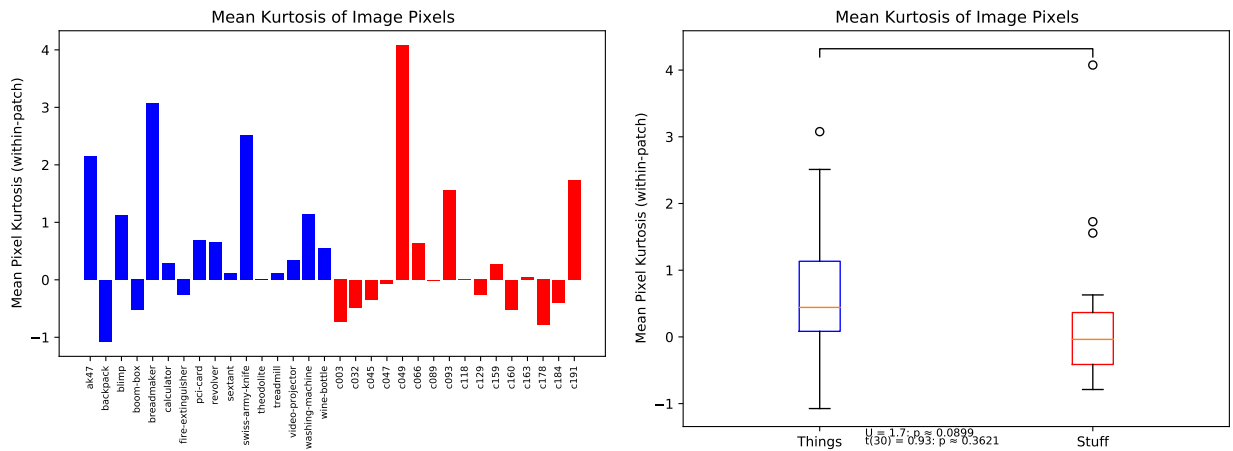 Mean Kurtosis of Image Pixels
Mean Pixel Kurtosis (within-patch)
4
3
2
1
0
−1
ak47
backpack
blimp
boom-box
breadmaker
calculator
fire-extinguisher
pci-card
revolver
sextant
swiss-army-knife
theodolite
treadmill
video-projector
washing-machine
wine-bottle
c003
c032
c045
c047
c049
c066
c089
c093
c118
c129
c159
c160
c163
c178
c184
c191
Mean Kurtosis of Image Pixels
Mean Pixel Kurtosis (within-patch)
4
3
2
1
0
−1
Things
Stuff
U = 1.7: p ≈ 0.0899
t(30) = 0.93: p ≈ 0.3621